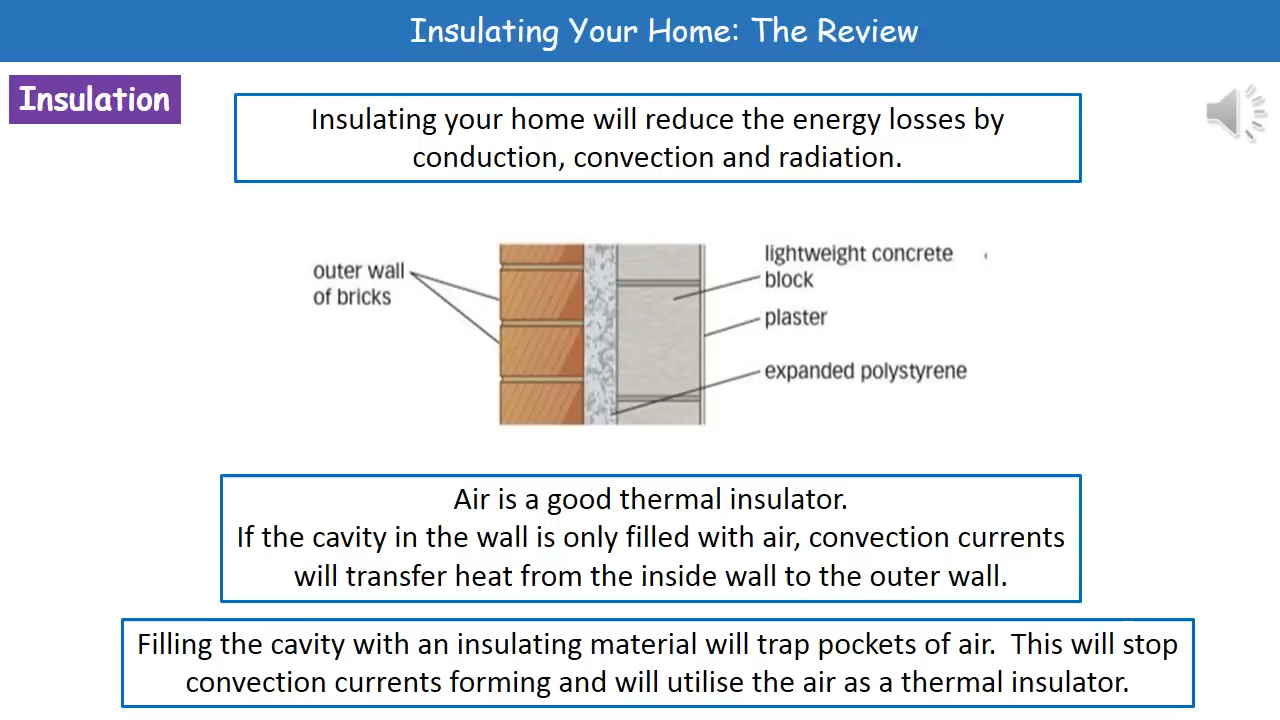 Insulating Your Home: The Review
Insulation
Insulating your home will reduce the energy losses by
conduction, convection and radiation.
outer wall
of bricks
lightweight concrete
block
plaster
expanded polystyrene
Air is a good thermal insulator.
If the cavity in the wall is only filled with air, convection currents
will transfer heat from the inside wall to the outer wall.
Filling the cavity with an insulating material will trap pockets of air.  This will stop
convection currents forming and will utilise the air as a thermal insulator.